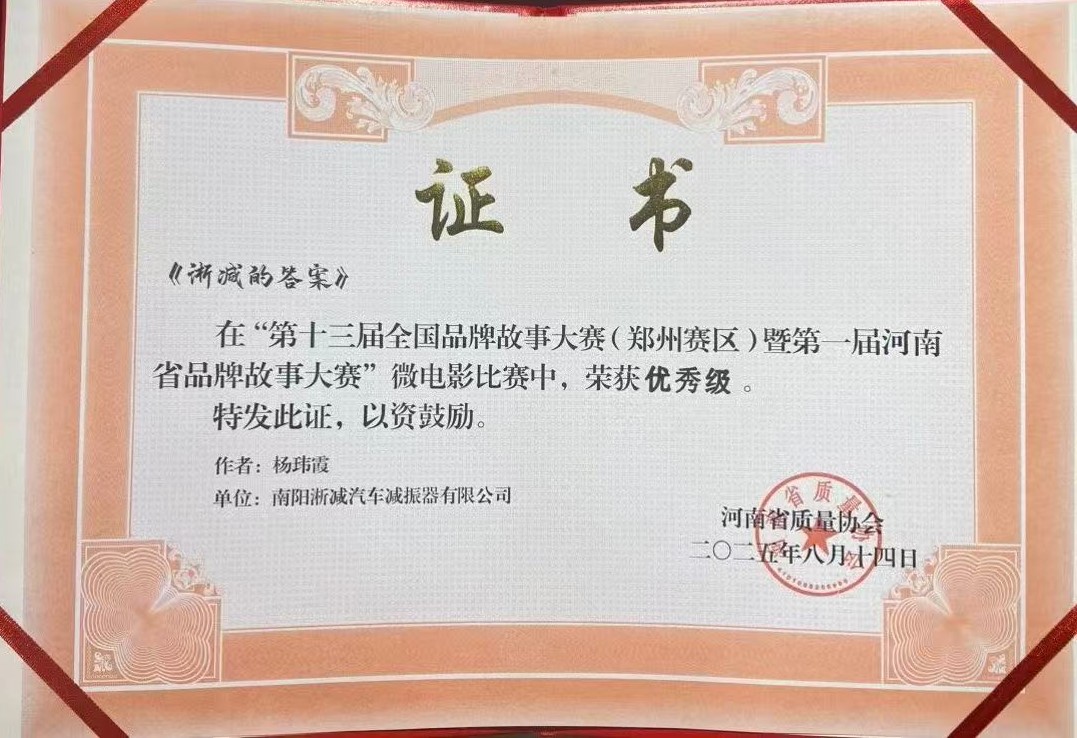 证书
《淅减的答案》
在“第十三届全国品牌故事大赛(郑州赛区)暨第一届河南
省品牌故事大赛”微电影比赛中,荣获优秀级。
特发此证,以资鼓励。
作者:杨玮霞
单位:南阳淅减汽车减振器有限公司
河南省质量协会
二〇二五年八月十四日